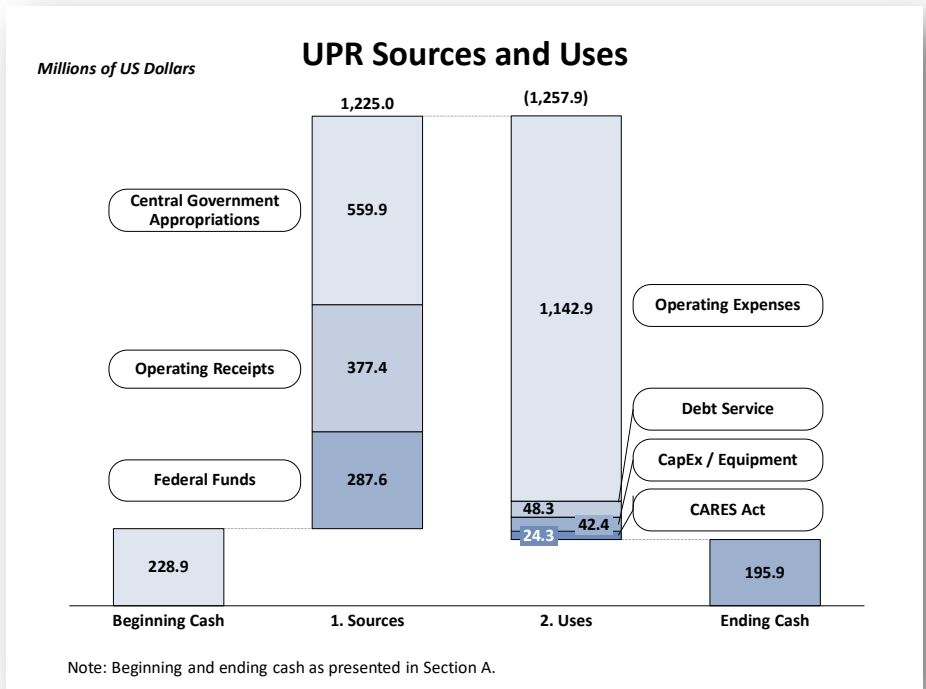 UPR Sources and Uses
Millions of US Dollars
1,225.0
(1,257.9)
Central Government
Appropriations
559.9
1,142.9
Operating Expenses
Operating Receipts
377.4
Debt Service
CapEx / Equipment
Federal Funds
287.6
48.3
42.4
CARES Act
24.3
228.9
195.9
Beginning Cash
1. Sources
2. Uses
Ending Cash
Note: Beginning and ending cash as presented in Section A.